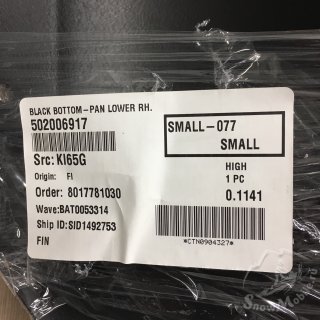 BLACK BOTTOM-PAN LOWER RH.
502006917
SMALL-077
SMALL
Src: KI65G
HIGH
Origin: FI
1 PC
Order: 8017781030
0.1141
Wave:BAT0053314
Ship ID:SID1492753
FIN
*CTN0904327*